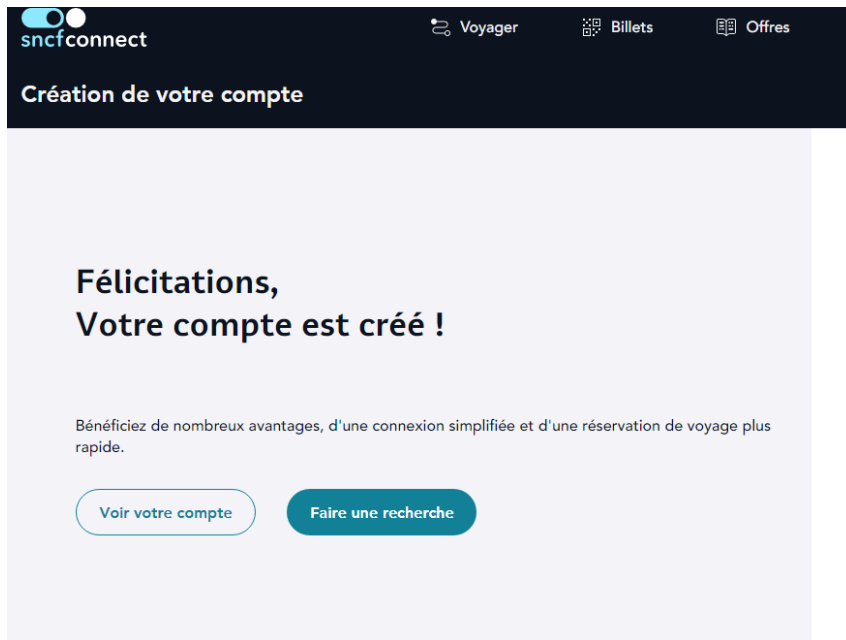 sncfconnect
Voyager
Billets
Offres
Création de votre compte
Félicitations,
Votre compte est créé !
Bénéficiez de nombreux avantages, d'une connexion simplifiée et d'une réservation de voyage plus
rapide.
Voir votre compte
Faire une recherche